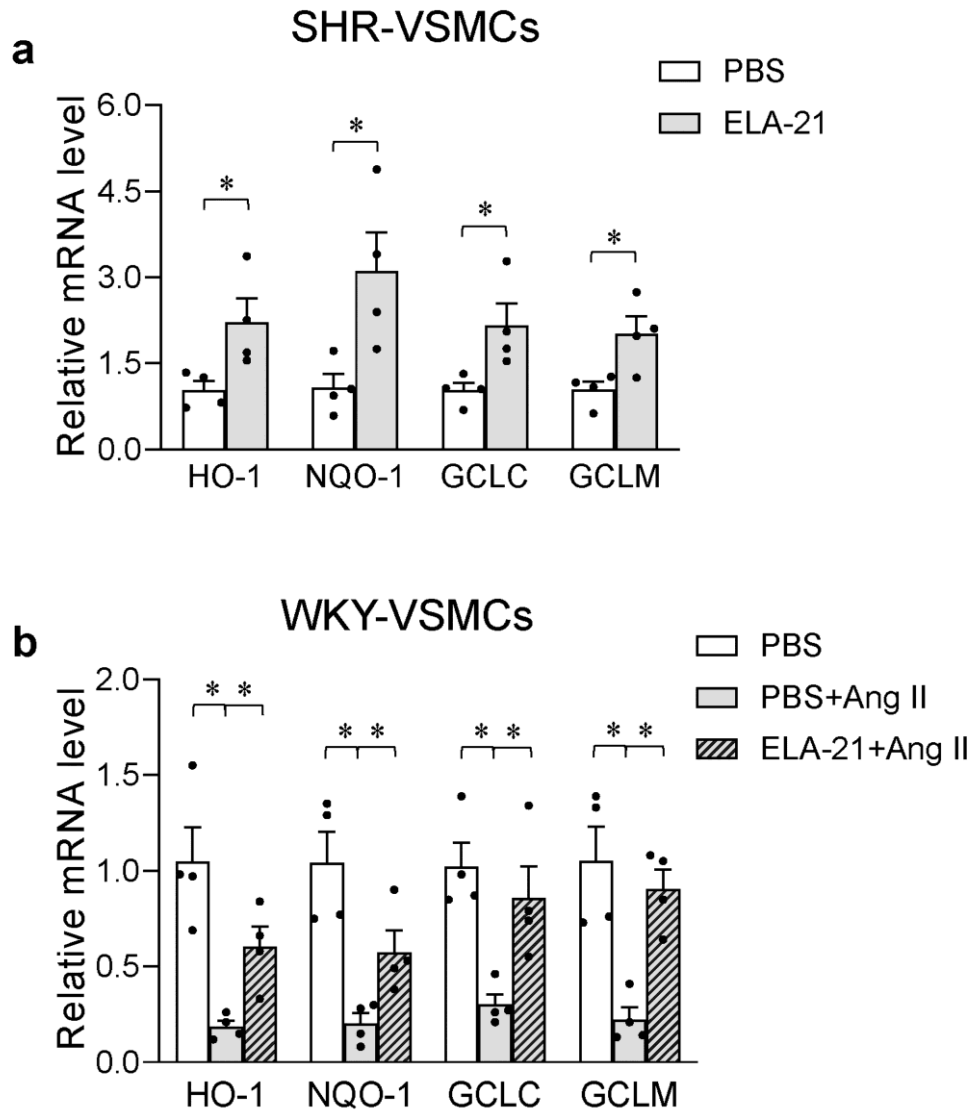 SHR-VSMCs
a
PBS
ELA-21
Relative mRNA level
6.0
4.5
3.0
1.5
0.0
* * * *
HO-1 NQO-1 GCLC GCLM
WKY-VSMCs
b
PBS
PBS+Ang II
ELA-21+Ang II
Relative mRNA level
2.0
1.5
1.0
0.5
0.0
* * * * * * * *
HO-1 NQO-1 GCLC GCLM